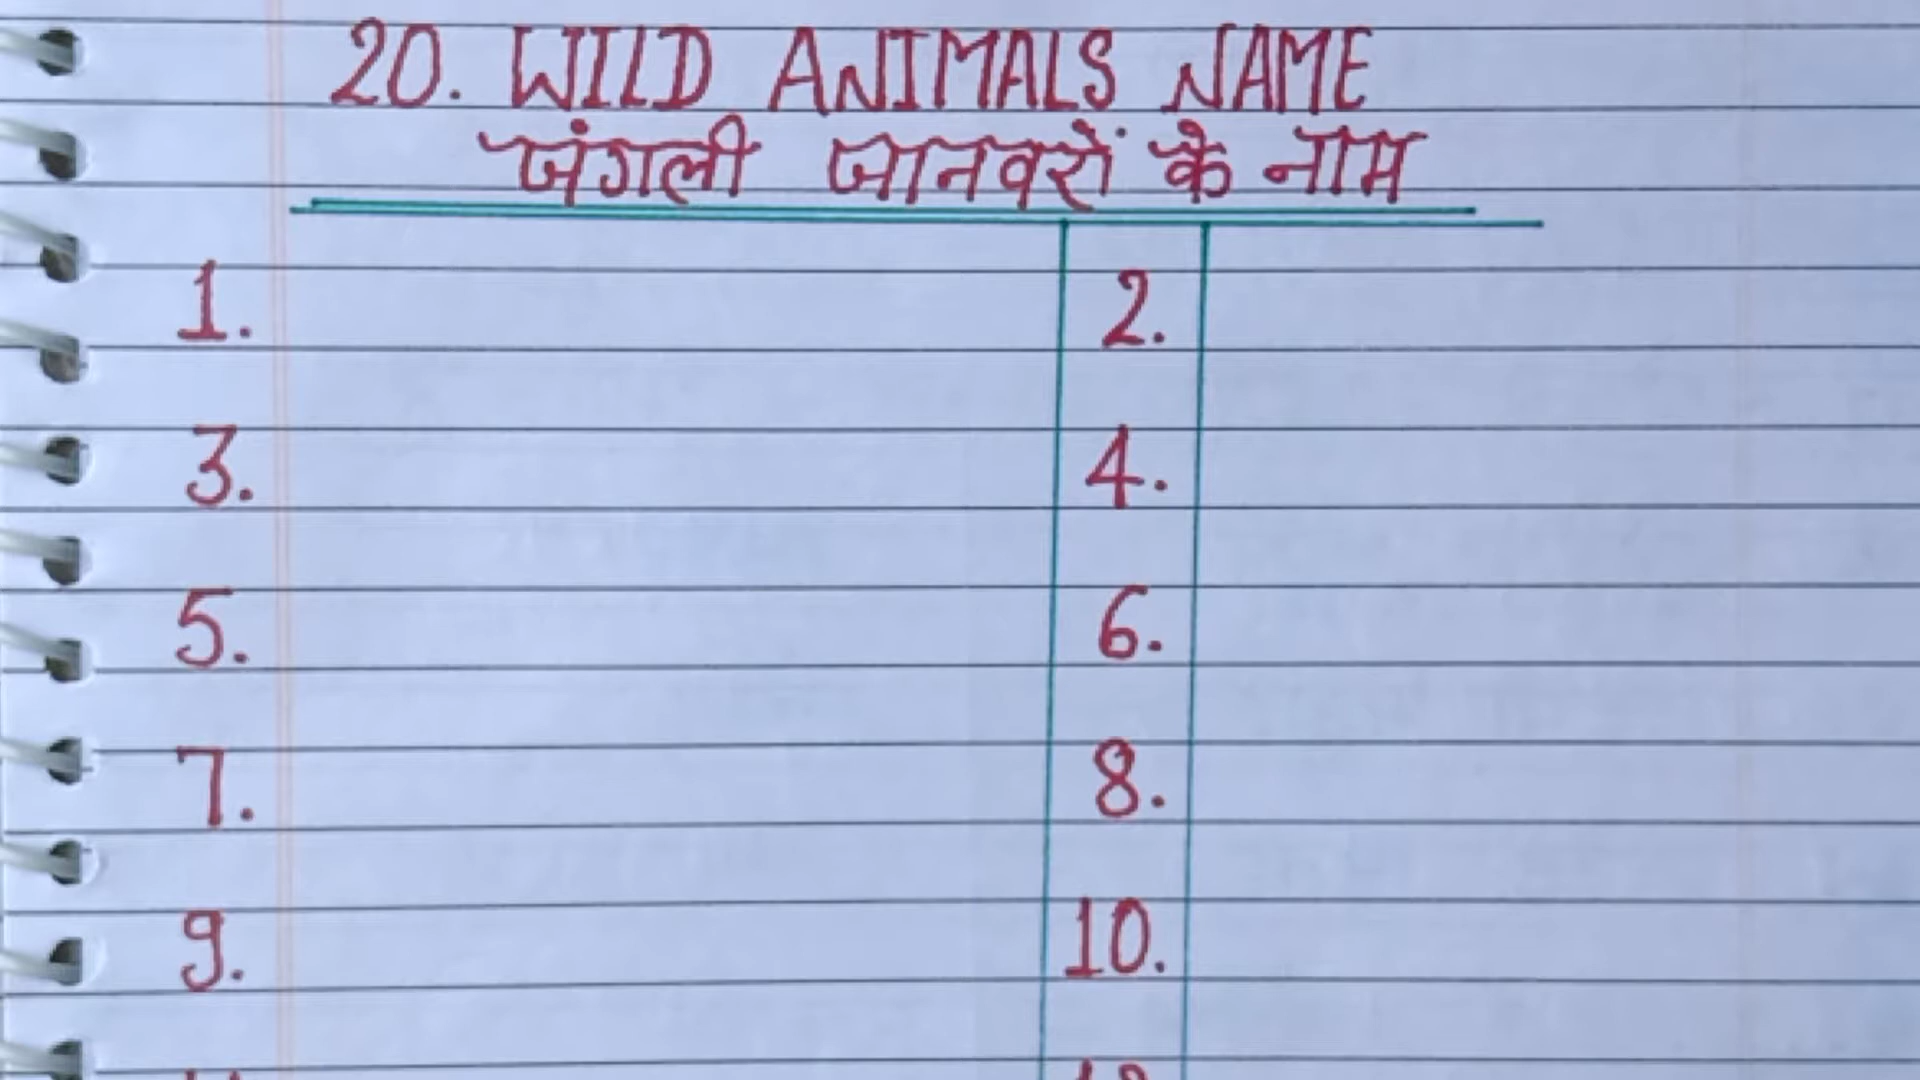 20. WILD ANIMALS NAME
जंगली जानवरों के नाम
1. 2.
3. 4.
5. 6.
7. 8.
9. 10.